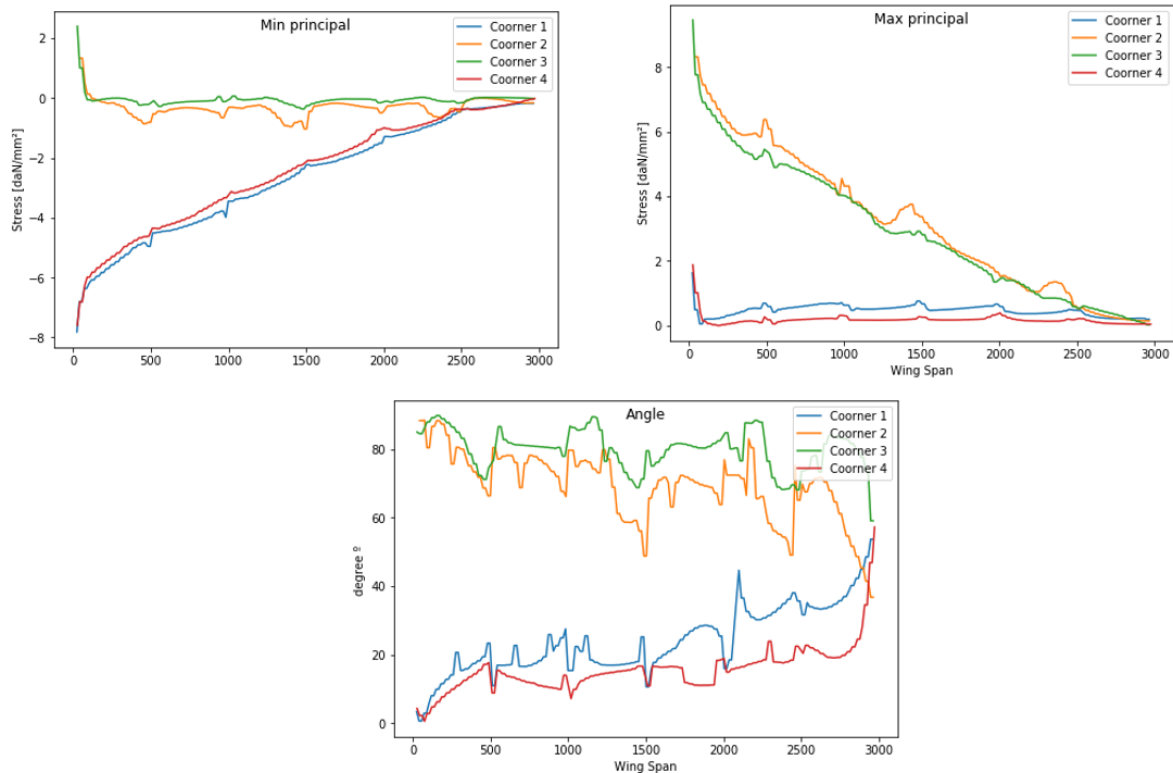 Min principal
Stress [daN/mm²]
2
0
−2
−4
−6
−8
0 500 1000 1500 2000 2500 3000
Coorner 1
Coorner 2
Coorner 3
Coorner 4
Max principal
Stress [daN/mm²]
8
6
4
2
0
0 500 1000 1500 2000 2500 3000
Wing Span
Coorner 1
Coorner 2
Coorner 3
Coorner 4
Angle
degree º
80
60
40
20
0
0 500 1000 1500 2000 2500 3000
Wing Span
Coorner 1
Coorner 2
Coorner 3
Coorner 4